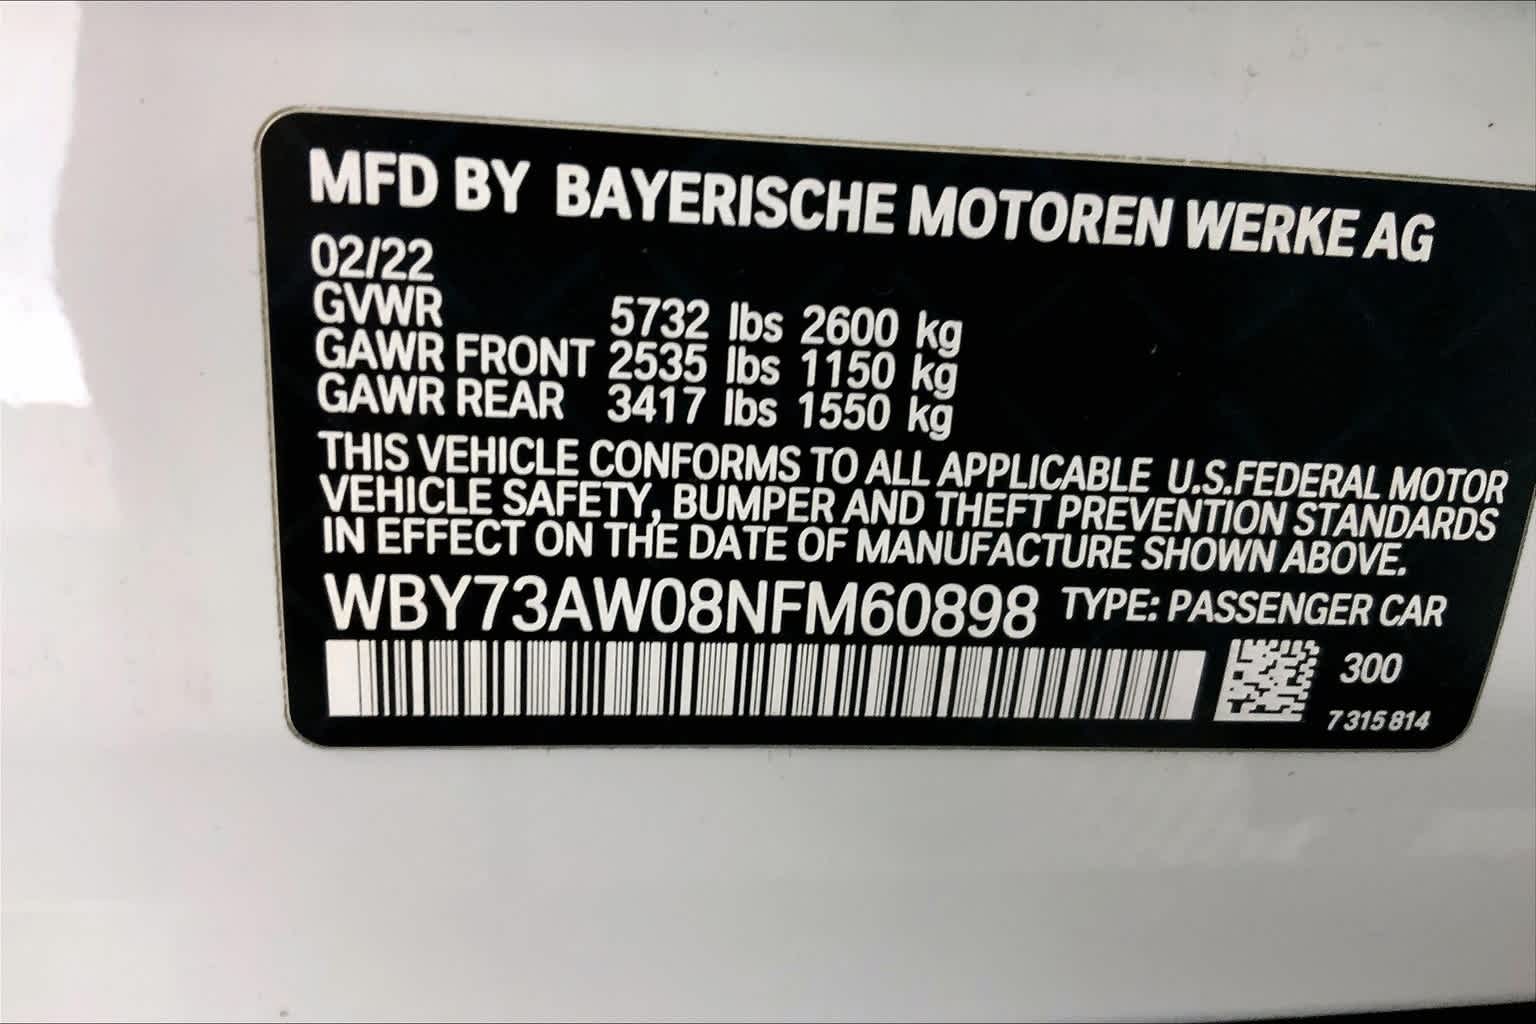 MFD BY BAYERISCHE MOTOREN WERKE AG
02/22
GVWR 5732 lbs 2600 kg
GAWR FRONT 2535 lbs 1150 kg
GAWR REAR 3417 lbs 1550 kg
THIS VEHICLE CONFORMS TO ALL APPLICABLE U.S.FEDERAL MOTOR
VEHICLE SAFETY, BUMPER AND THEFT PREVENTION STANDARDS
IN EFFECT ON THE DATE OF MANUFACTURE SHOWN ABOVE.
WBY73AW08NFM60898 TYPE: PASSENGER CAR
300
7 315 814